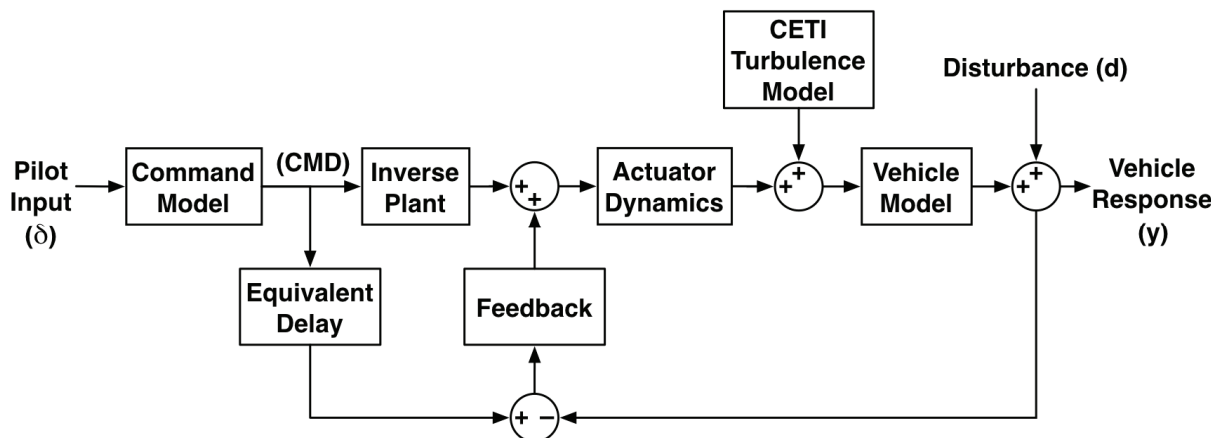 CETI
Turbulence
Model
Disturbance (d)
Pilot
Input
(δ)
Command
Model
(CMD)
Inverse
Plant
+
+
Actuator
Dynamics
+
+
Vehicle
Model
+
+
Vehicle
Response
(y)
Equivalent
Delay
Feedback
+ −